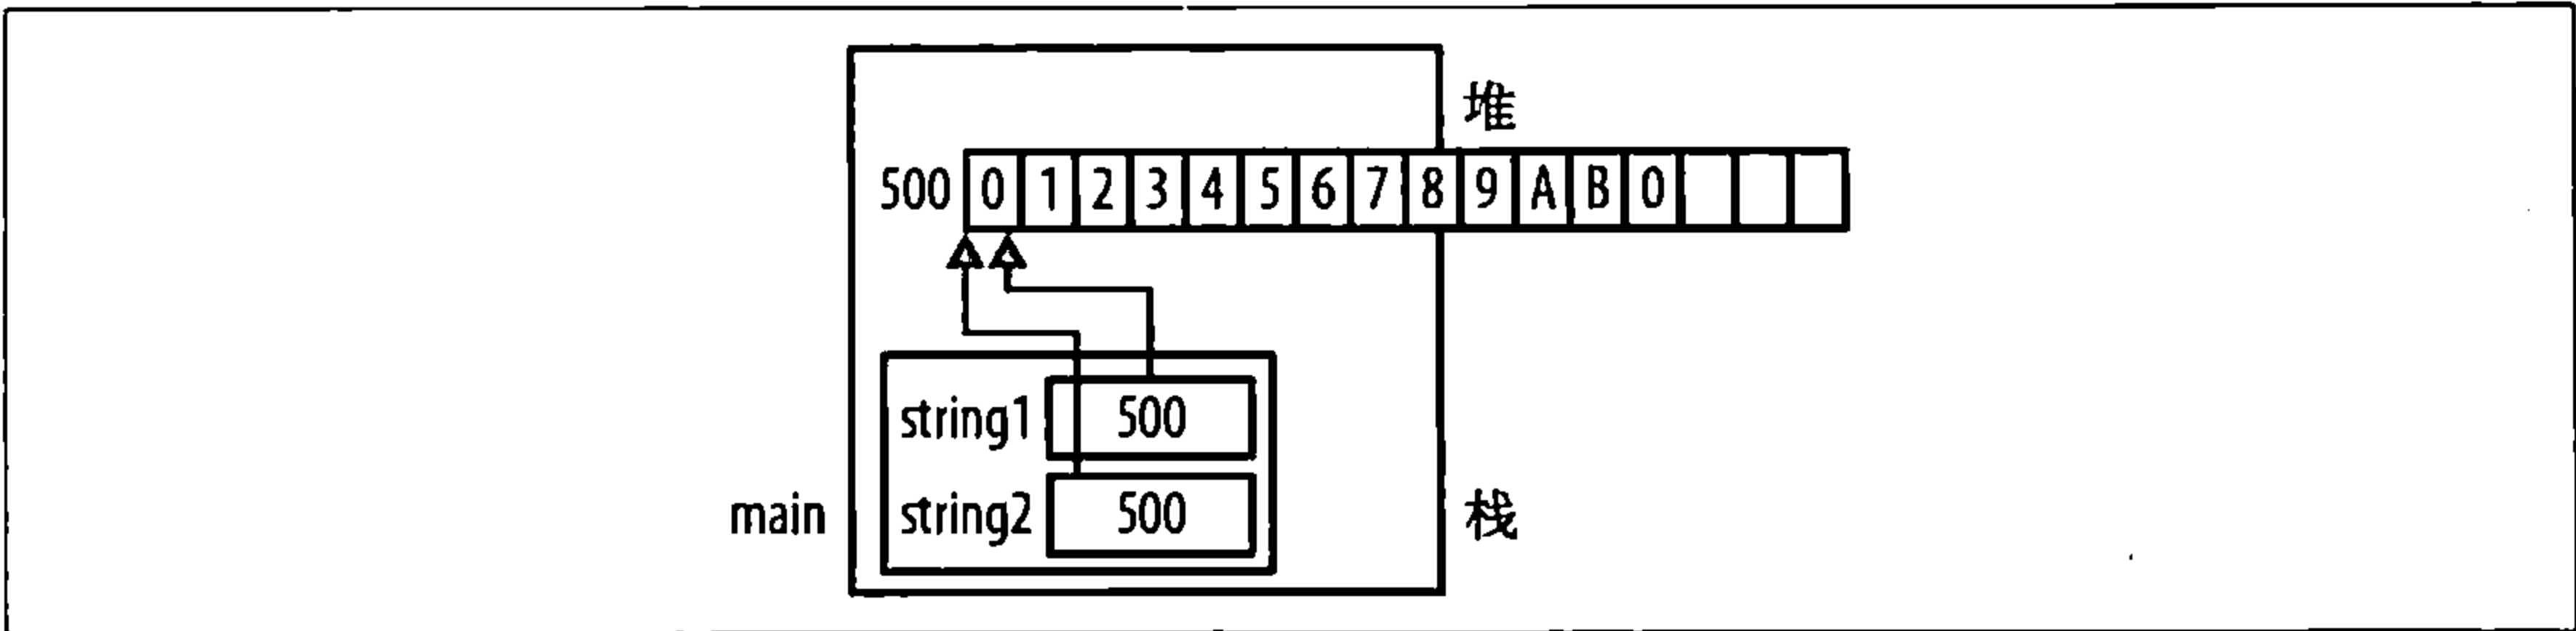 堆
500 0 1 2 3 4 5 6 7 8 9 A B 0
string1 500
main string2 500 栈